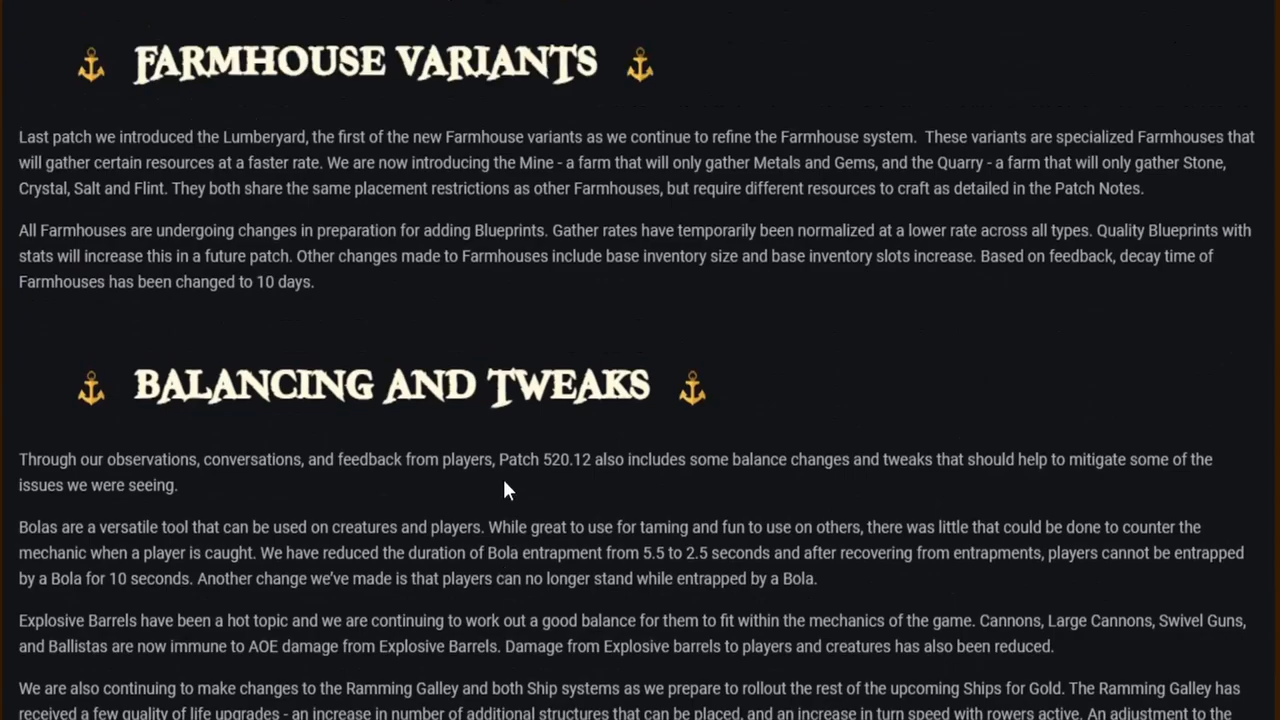 FARMHOUSE VARIANTS
Last patch we introduced the Lumberyard, the first of the new Farmhouse variants as we continue to refine the Farmhouse system.  These variants are specialized Farmhouses that
will gather certain resources at a faster rate. We are now introducing the Mine - a farm that will only gather Metals and Gems, and the Quarry - a farm that will only gather Stone,
Crystal, Salt and Flint. They both share the same placement restrictions as other Farmhouses, but require different resources to craft as detailed in the Patch Notes.
All Farmhouses are undergoing changes in preparation for adding Blueprints. Gather rates have temporarily been normalized at a lower rate across all types. Quality Blueprints with
stats will increase this in a future patch. Other changes made to Farmhouses include base inventory size and base inventory slots increase. Based on feedback, decay time of
Farmhouses has been changed to 10 days.
BALANCING AND TWEAKS
Through our observations, conversations, and feedback from players, Patch 520.12 also includes some balance changes and tweaks that should help to mitigate some of the
issues we were seeing.
Bolas are a versatile tool that can be used on creatures and players. While great to use for taming and fun to use on others, there was little that could be done to counter the
mechanic when a player is caught. We have reduced the duration of Bola entrapment from 5.5 to 2.5 seconds and after recovering from entrapments, players cannot be entrapped
by a Bola for 10 seconds. Another change we’ve made is that players can no longer stand while entrapped by a Bola.
Explosive Barrels have been a hot topic and we are continuing to work out a good balance for them to fit within the mechanics of the game. Cannons, Large Cannons, Swivel Guns,
and Ballistas are now immune to AOE damage from Explosive Barrels. Damage from Explosive barrels to players and creatures has also been reduced.
We are also continuing to make changes to the Ramming Galley and both Ship systems as we prepare to rollout the rest of the upcoming Ships for Gold. The Ramming Galley has
received a few quality of life upgrades - an increase in number of additional structures that can be placed, and an increase in turn speed with rowers active. An adjustment to the